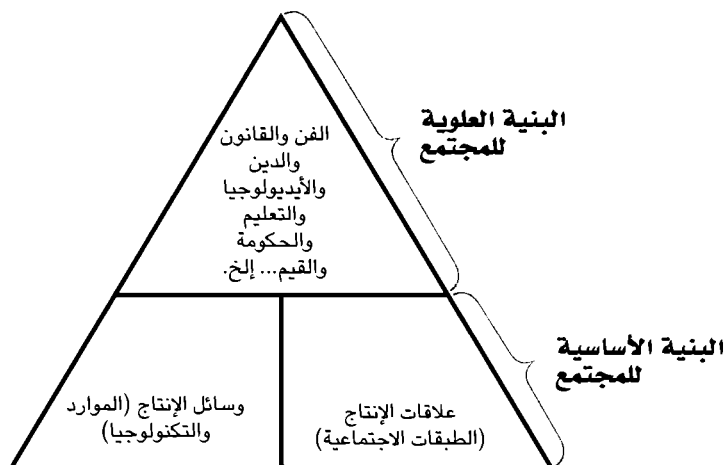 البنية العلوية
للمجتمع
الفن والقانون
والدين
والأيديولوجيا
والتعليم
والحكومة
والقيم... إلخ.
البنية الأساسية
للمجتمع
علاقات الإنتاج
(الطبقات الاجتماعية)
وسائل الإنتاج (الموارد
والتكنولوجيا)